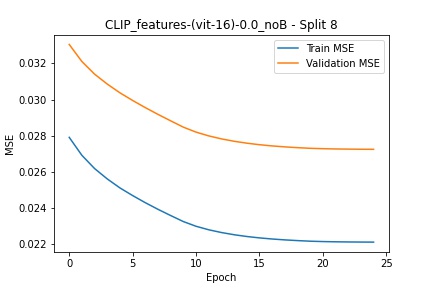 CLIP_features-(vit-16)-0.0_noB - Split 8
Train MSE
Validation MSE
0.032
0.030
0.028
0.026
0.024
0.022
MSE
0 5 10 15 20 25
Epoch